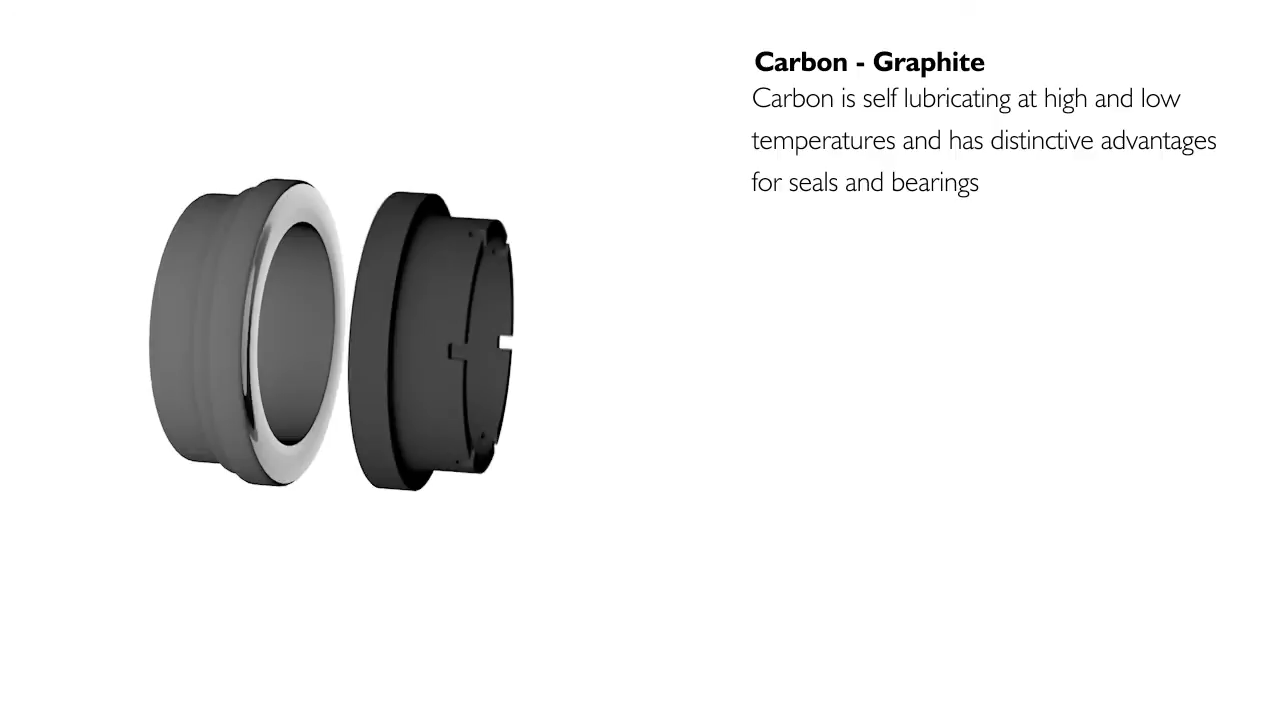 Carbon - Graphite
Carbon is self lubricating at high and low
temperatures and has distinctive advantages
for seals and bearings